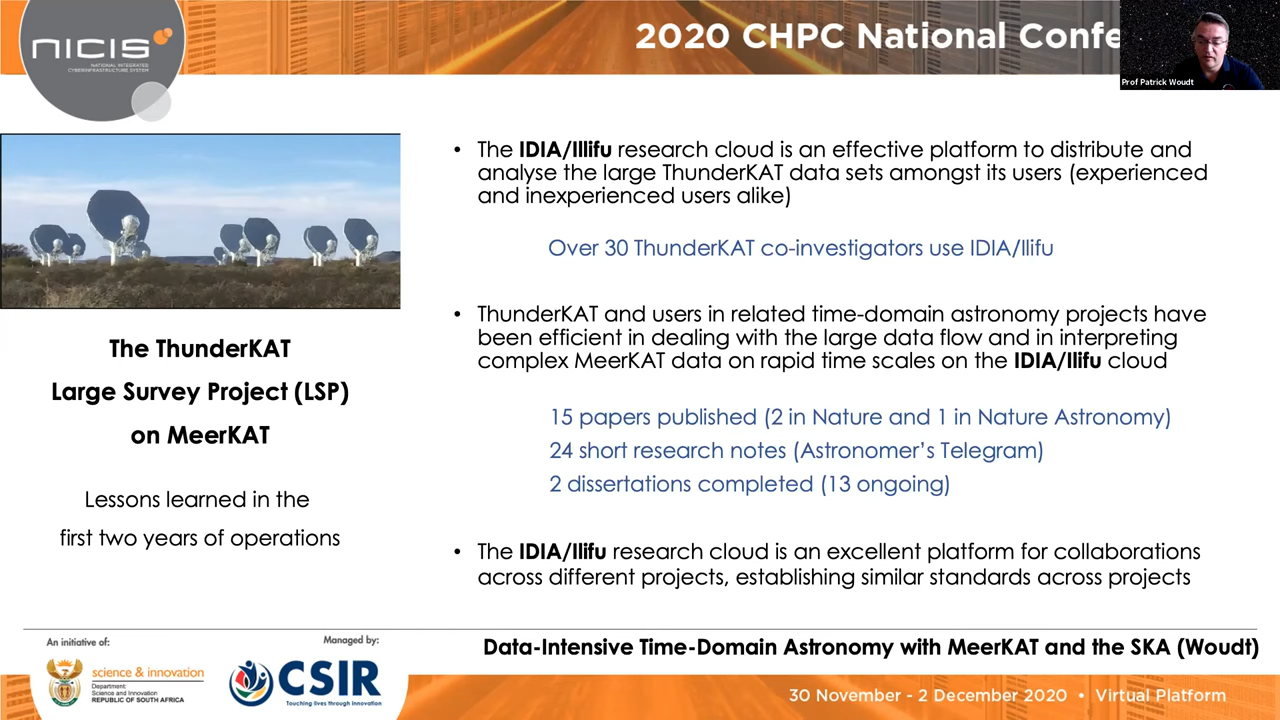 NICIS
NATIONAL INTEGRATED
CYBERINFRASTRUCTURE SYSTEM
2020 CHPC National Confe
Prof Patrick Woudt
The ThunderKAT
Large Survey Project (LSP)
on MeerKAT
Lessons learned in the
first two years of operations
• The IDIA/Illifu research cloud is an effective platform to distribute and
analyse the large ThunderKAT data sets amongst its users (experienced
and inexperienced users alike)
Over 30 ThunderKAT co-investigators use IDIA/Ilifu
• ThunderKAT and users in related time-domain astronomy projects have
been efficient in dealing with the large data flow and in interpreting
complex MeerKAT data on rapid time scales on the IDIA/Ilifu cloud
15 papers published (2 in Nature and 1 in Nature Astronomy)
24 short research notes (Astronomer's Telegram)
2 dissertations completed (13 ongoing)
• The IDIA/Ilifu research cloud is an excellent platform for collaborations
across different projects, establishing similar standards across projects
An initiative of:
science & innovation
Department:
Science and Innovation
REPUBLIC OF SOUTH AFRICA
Managed by:
CSIR
Touching lives through innovation
Data-Intensive Time-Domain Astronomy with MeerKAT and the SKA (Woudt)
30 November - 2 December 2020 • Virtual Platform